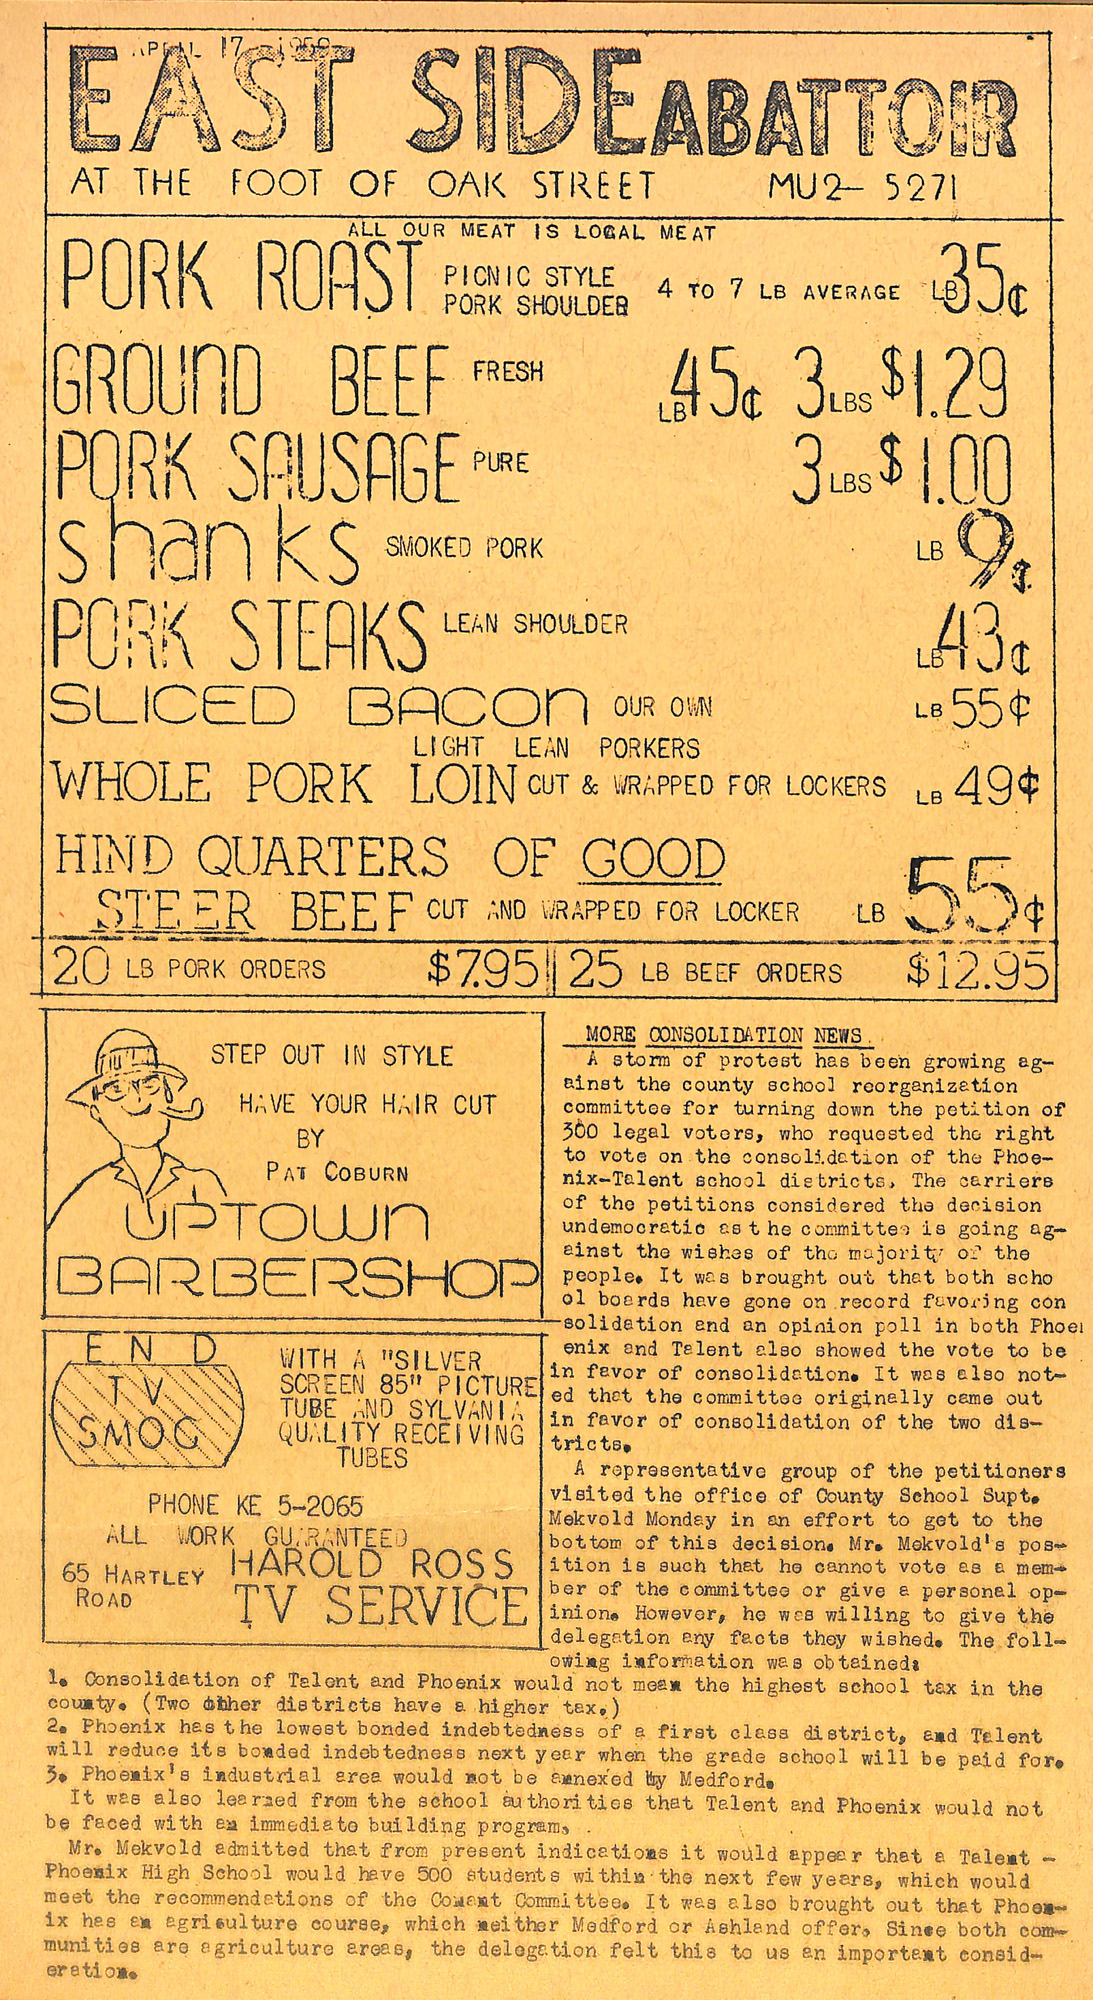 APRIL 17, 1959
EAST SIDE ABATTOIR
AT THE FOOT OF OAK STREET MU2- 5271
ALL OUR MEAT IS LOCAL MEAT
PORK ROAST PICNIC STYLE PORK SHOULDER 4 TO 7 LB AVERAGE LB 35¢
GROUND BEEF FRESH LB 45¢ 3 LBS $1.29
PORK SAUSAGE PURE 3 LBS $1.00
shanks SMOKED PORK LB 9¢
PORK STEAKS LEAN SHOULDER LB 43¢
SLICED BACON OUR OWN LB 55¢
LIGHT LEAN PORKERS
WHOLE PORK LOIN CUT & WRAPPED FOR LOCKERS LB 49¢
HIND QUARTERS OF GOOD
STEER BEEF CUT AND WRAPPED FOR LOCKER LB 55¢
20 LB PORK ORDERS $7.95 25 LB BEEF ORDERS $12.95
STEP OUT IN STYLE
HAVE YOUR HAIR CUT
BY
PAT COBURN
UPTOWN
BARBERSHOP
END
TV
SMOG
WITH A "SILVER
SCREEN 85" PICTURE
TUBE AND SYLVANIA
QUALITY RECEIVING
TUBES
PHONE KE 5-2065
ALL WORK GUARANTEED
65 HARTLEY
ROAD
HAROLD ROSS
TV SERVICE
MORE CONSOLIDATION NEWS
A storm of protest has been growing ag-
ainst the county school reorganization
committee for turning down the petition of
300 legal voters, who requested the right
to vote on the consolidation of the Phoe-
nix-Talent school districts. The carriers
of the petitions considered the decision
undemocratic as the committee is going ag-
ainst the wishes of the majority of the
people. It was brought out that both scho
ol boards have gone on record favoring con
solidation and an opinion poll in both Phoe
enix and Talent also showed the vote to be
in favor of consolidation. It was also not-
ed that the committee originally came out
in favor of consolidation of the two dis-
tricts.
A representative group of the petitioners
visited the office of County School Supt.
Mekvold Monday in an effort to get to the
bottom of this decision. Mr. Mekvold's pos-
ition is such that he cannot vote as a mem-
ber of the committee or give a personal op-
inion. However, he was willing to give the
delegation any facts they wished. The foll-
owing information was obtained:
1. Consolidation of Talent and Phoenix would not mean the highest school tax in the
county. (Two other districts have a higher tax.)
2. Phoenix has the lowest bonded indebtedness of a first class district, and Talent
will reduce its bonded indebtedness next year when the grade school will be paid for.
3. Phoenix's industrial area would not be annexed by Medford.
It was also learned from the school authorities that Talent and Phoenix would not
be faced with an immediate building program.
Mr. Mekvold admitted that from present indications it would appear that a Talent -
Phoenix High School would have 500 students within the next few years, which would
meet the recommendations of the Conant Committee. It was also brought out that Phoen-
ix has an agriculture course, which neither Medford or Ashland offer. Since both com-
munities are agriculture areas, the delegation felt this to us an important consid-
eration.